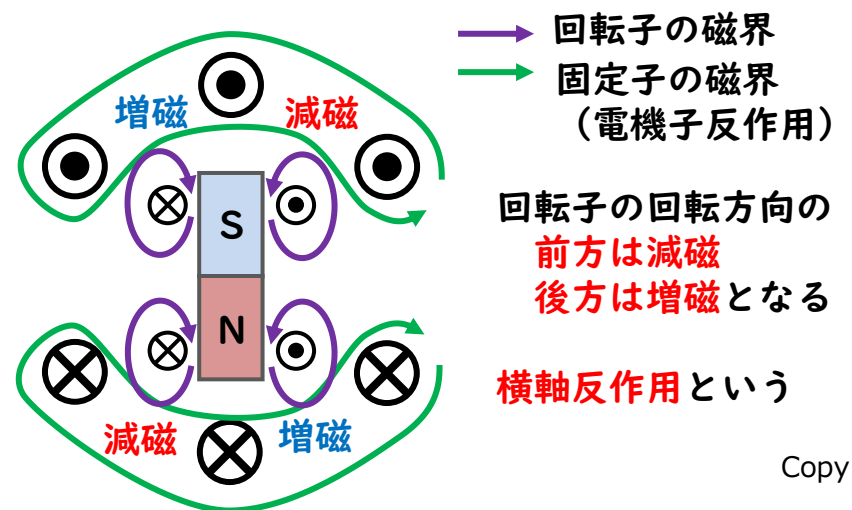 回転子の磁界
固定子の磁界
（電機子反作用）
増磁
減磁
S
N
減磁
増磁
回転子の回転方向の
前方は減磁
後方は増磁となる
横軸反作用という
Copy